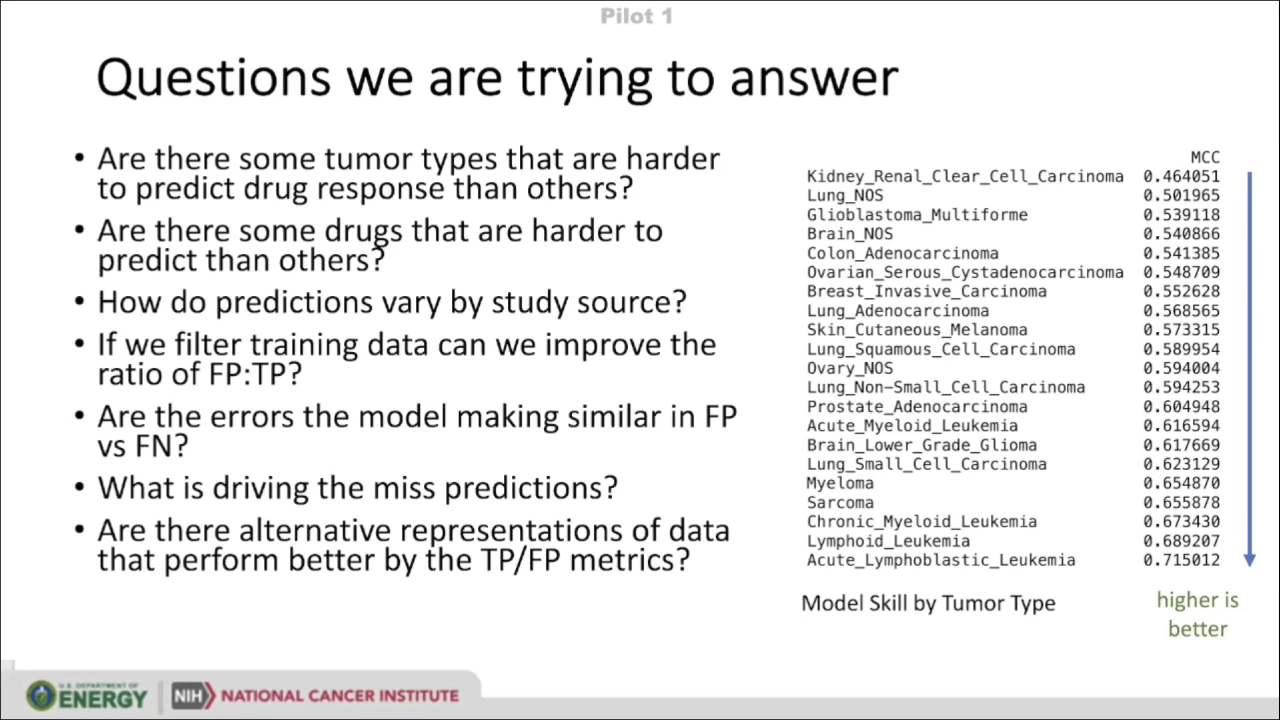 Pilot 1
Questions we are trying to answer
• Are there some tumor types that are harder
to predict drug response than others?
• Are there some drugs that are harder to
predict than others?
• How do predictions vary by study source?
• If we filter training data can we improve the
ratio of FP:TP?
• Are the errors the model making similar in FP
vs FN?
• What is driving the miss predictions?
• Are there alternative representations of data
that perform better by the TP/FP metrics?
MCC
Kidney_Renal_Clear_Cell_Carcinoma 0.464051
Lung_NOS 0.501965
Glioblastoma_Multiforme 0.539118
Brain_NOS 0.540866
Colon_Adenocarcinoma 0.541385
Ovarian_Serous_Cystadenocarcinoma 0.548709
Breast_Invasive_Carcinoma 0.552628
Lung_Adenocarcinoma 0.568565
Skin_Cutaneous_Melanoma 0.573315
Lung_Squamous_Cell_Carcinoma 0.589954
Ovary_NOS 0.594004
Lung_Non-Small_Cell_Carcinoma 0.594253
Prostate_Adenocarcinoma 0.604948
Acute_Myeloid_Leukemia 0.616594
Brain_Lower_Grade_Glioma 0.617669
Lung_Small_Cell_Carcinoma 0.623129
Myeloma 0.654870
Sarcoma 0.655878
Chronic_Myeloid_Leukemia 0.673430
Lymphoid_Leukemia 0.689207
Acute_Lymphoblastic_Leukemia 0.715012
Model Skill by Tumor Type
higher is
better
U.S. DEPARTMENT OF
ENERGY
NIH NATIONAL CANCER INSTITUTE